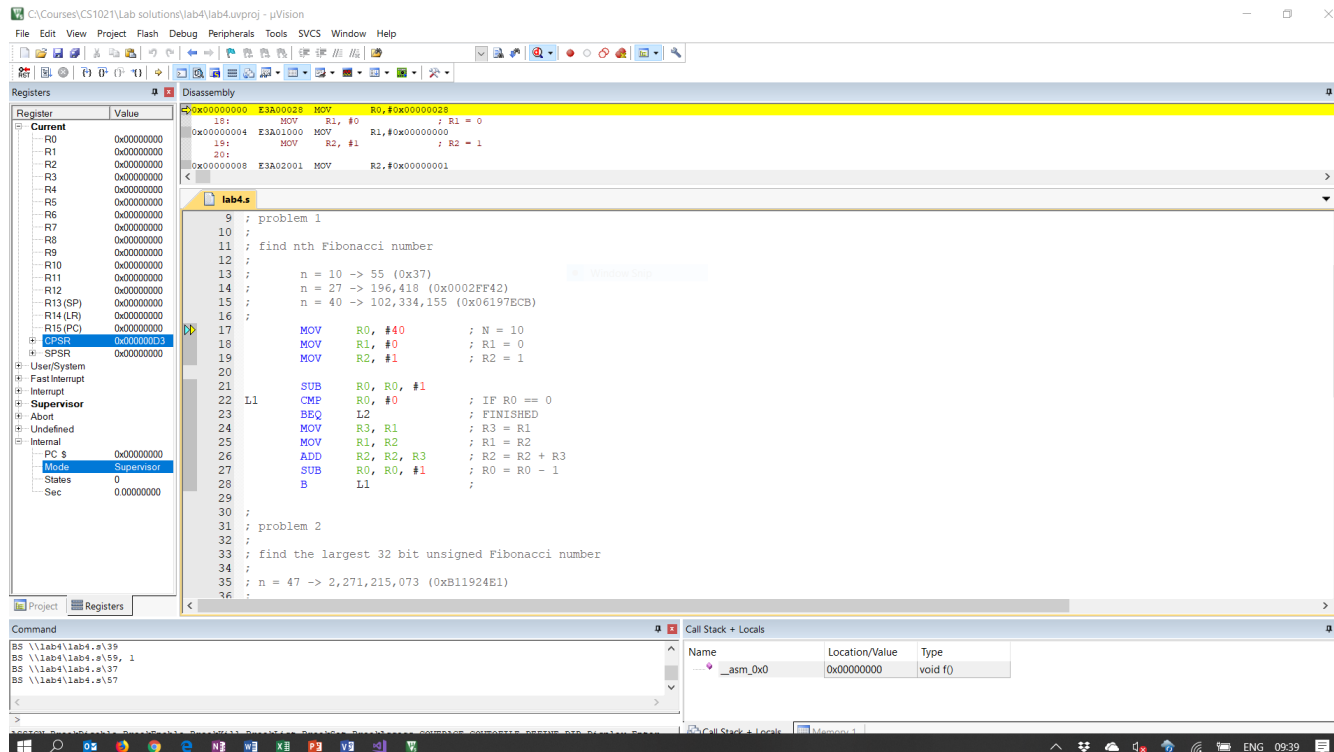 C:\Courses\CS1021\Lab solutions\lab4\lab4.uvproj - µVision
File Edit View Project Flash Debug Peripherals Tools SVCS Window Help
Registers
Register Value
Current
R0 0x00000000
R1 0x00000000
R2 0x00000000
R3 0x00000000
R4 0x00000000
R5 0x00000000
R6 0x00000000
R7 0x00000000
R8 0x00000000
R9 0x00000000
R10 0x00000000
R11 0x00000000
R12 0x00000000
R13 (SP) 0x00000000
R14 (LR) 0x00000000
R15 (PC) 0x00000000
CPSR 0x000000D3
SPSR 0x00000000
User/System
Fast Interrupt
Interrupt
Supervisor
Abort
Undefined
Internal
PC $ 0x00000000
Mode Supervisor
States 0
Sec 0.00000000
Project Registers
Disassembly
0x00000000 E3A00028 MOV R0,#0x00000028
18: MOV R1, #0 ; R1 = 0
0x00000004 E3A01000 MOV R1,#0x00000000
19: MOV R2, #1 ; R2 = 1
20:
0x00000008 E3A02001 MOV R2,#0x00000001
lab4.s
9 ; problem 1
10 ;
11 ; find nth Fibonacci number
12 ;
13 ; n = 10 -> 55 (0x37)
14 ; n = 27 -> 196,418 (0x0002FF42)
15 ; n = 40 -> 102,334,155 (0x06197ECB)
16 ;
17 MOV R0, #40 ; N = 10
18 MOV R1, #0 ; R1 = 0
19 MOV R2, #1 ; R2 = 1
20
21 SUB R0, R0, #1
22 L1 CMP R0, #0 ; IF R0 == 0
23 BEQ L2 ; FINISHED
24 MOV R3, R1 ; R3 = R1
25 MOV R1, R2 ; R1 = R2
26 ADD R2, R2, R3 ; R2 = R2 + R3
27 SUB R0, R0, #1 ; R0 = R0 - 1
28 B L1 ;
29
30 ;
31 ; problem 2
32 ;
33 ; find the largest 32 bit unsigned Fibonacci number
34 ;
35 ; n = 47 -> 2,271,215,073 (0xB11924E1)
36 ;
Command
BS \\lab4\lab4.s\39
BS \\lab4\lab4.s\59, 1
BS \\lab4\lab4.s\37
BS \\lab4\lab4.s\57
>
Call Stack + Locals
Name Location/Value Type
__asm_0x0 0x00000000 void f()
Call Stack + Locals Memory 1
ENG 09:39